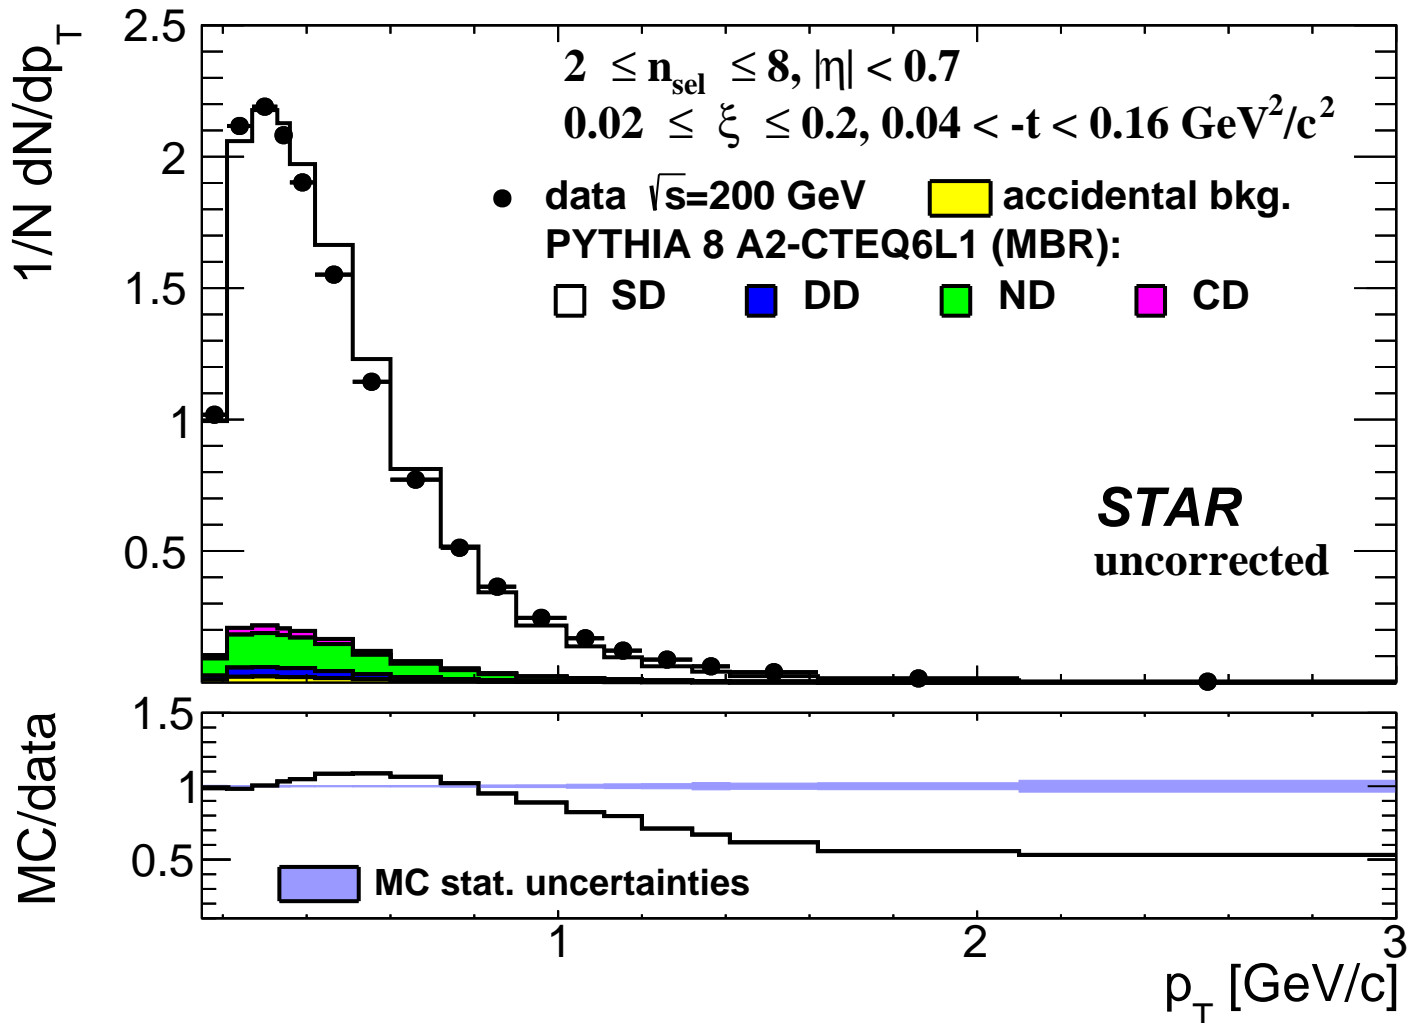 1/N dN/dp_T
2.5
2
1.5
1
0.5
2 ≤ n_sel ≤ 8, |η| < 0.7
0.02 ≤ ξ ≤ 0.2, 0.04 < -t < 0.16 GeV²/c²
data √s=200 GeV accidental bkg.
PYTHIA 8 A2-CTEQ6L1 (MBR):
SD DD ND CD
STAR
uncorrected
MC/data
1.5
1
0.5
MC stat. uncertainties
1 2 3
p_T [GeV/c]